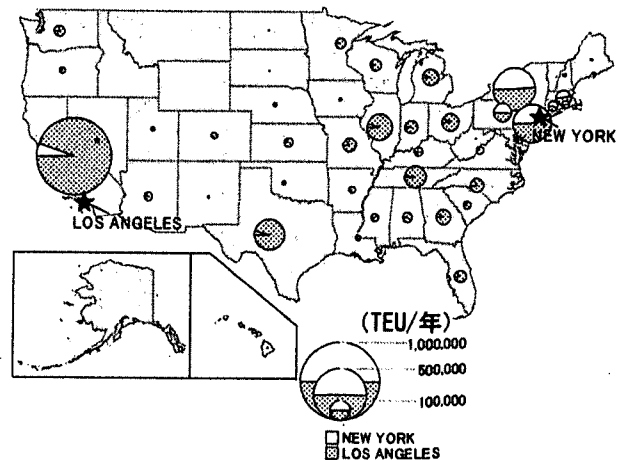 NEW YORK
LOS ANGELES
(TEU/年)
1,000,000
500,000
100,000
NEW YORK
LOS ANGELES